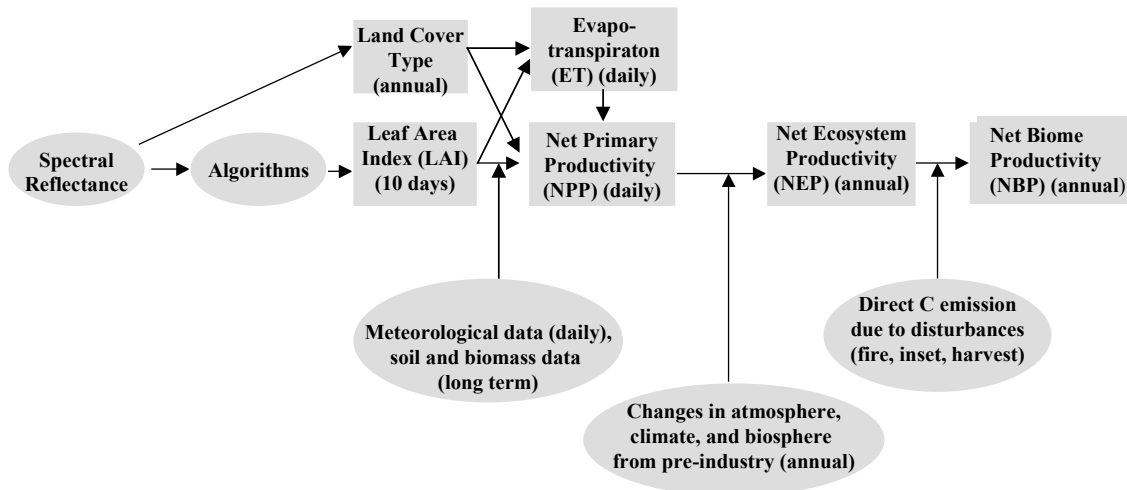 Land Cover
Type
(annual)
Evapo-
transpiraton
(ET) (daily)
Spectral
Reflectance
Algorithms
Leaf Area
Index (LAI)
(10 days)
Net Primary
Productivity
(NPP) (daily)
Net Ecosystem
Productivity
(NEP) (annual)
Net Biome
Productivity
(NBP) (annual)
Meteorological data (daily),
soil and biomass data
(long term)
Changes in atmosphere,
climate, and biosphere
from pre-industry (annual)
Direct C emission
due to disturbances
(fire, inset, harvest)